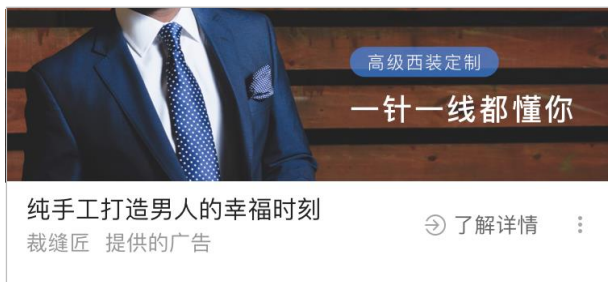 高级西装定制
一针一线都懂你
纯手工打造男人的幸福时刻
了解详情
裁缝匠 提供的广告